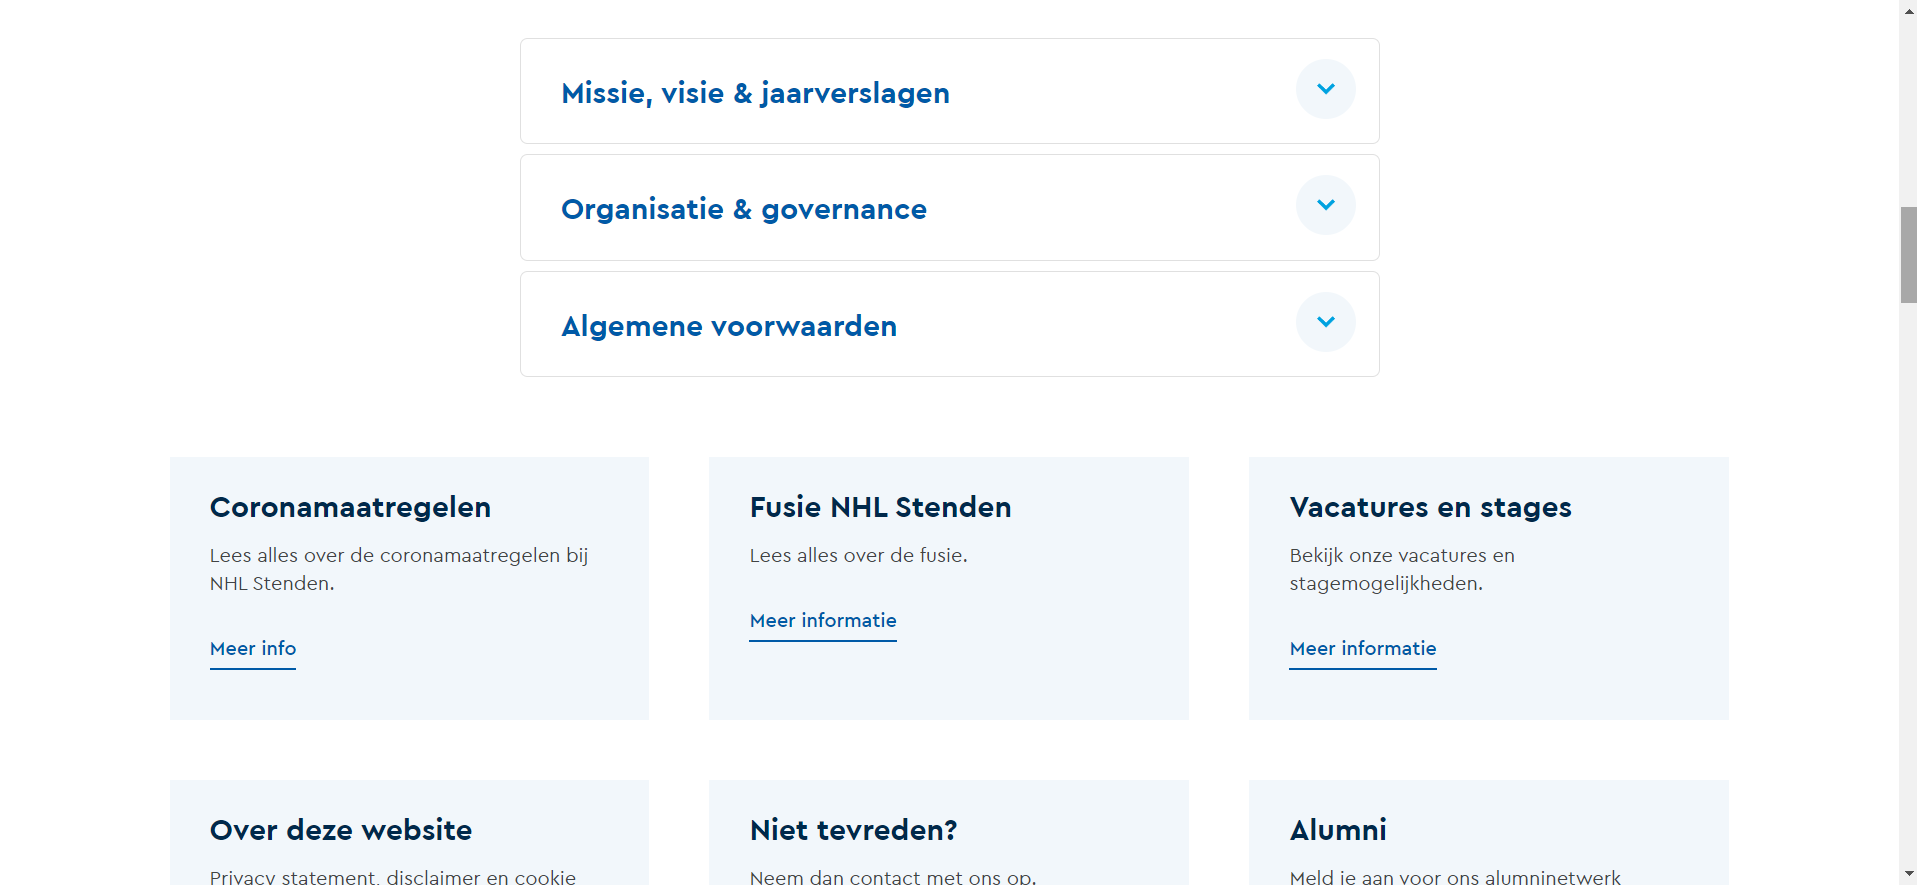 Missie, visie & jaarverslagen
Organisatie & governance
Algemene voorwaarden
Coronamaatregelen
Lees alles over de coronamaatregelen bij
NHL Stenden.
Meer info
Fusie NHL Stenden
Lees alles over de fusie.
Meer informatie
Vacatures en stages
Bekijk onze vacatures en
stagemogelijkheden.
Meer informatie
Over deze website
Privacy statement, disclaimer en cookie
Niet tevreden?
Neem dan contact met ons op.
Alumni
Meld je aan voor ons alumninetwerk